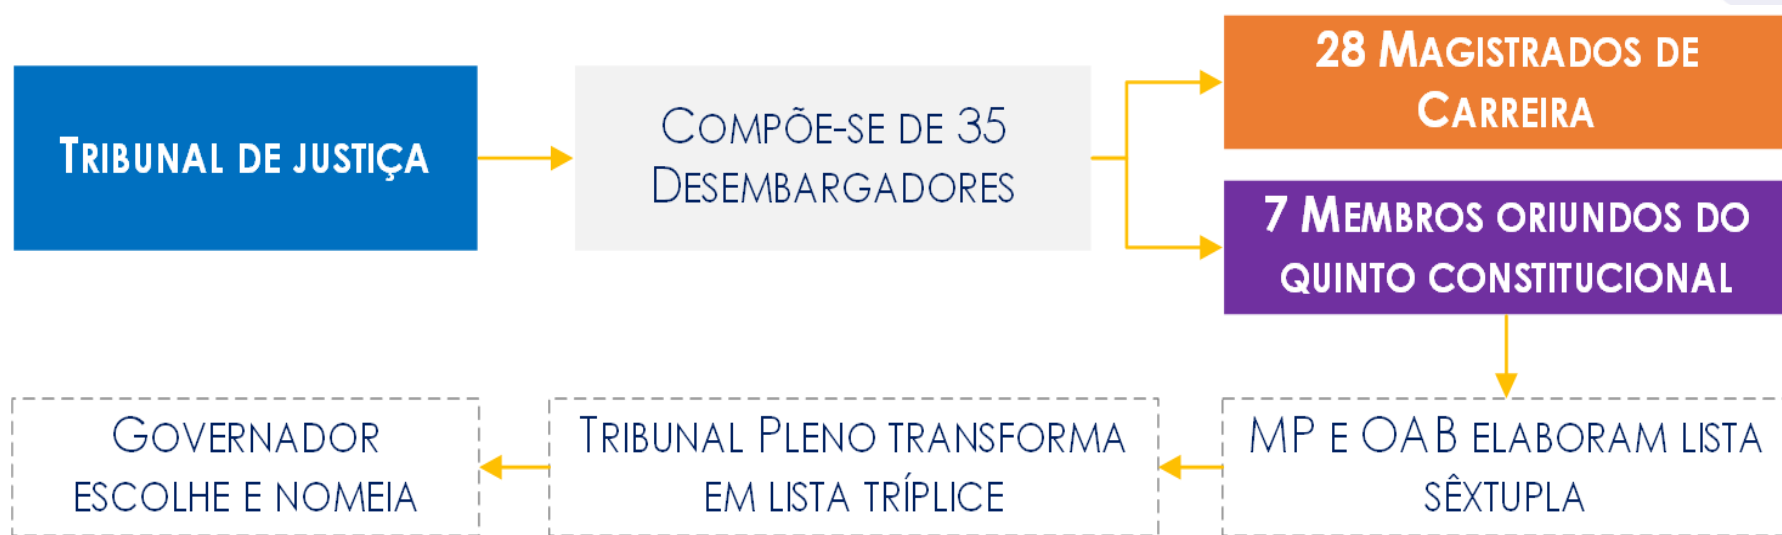 28 MAGISTRADOS DE
CARREIRA
TRIBUNAL DE JUSTIÇA
COMPÕE-SE DE 35
DESEMBARGADORES
7 MEMBROS ORIUNDOS DO
QUINTO CONSTITUCIONAL
MP E OAB ELABORAM LISTA
SÊXTUPLA
TRIBUNAL PLENO TRANSFORMA
EM LISTA TRÍPLICE
GOVERNADOR
ESCOLHE E NOMEIA